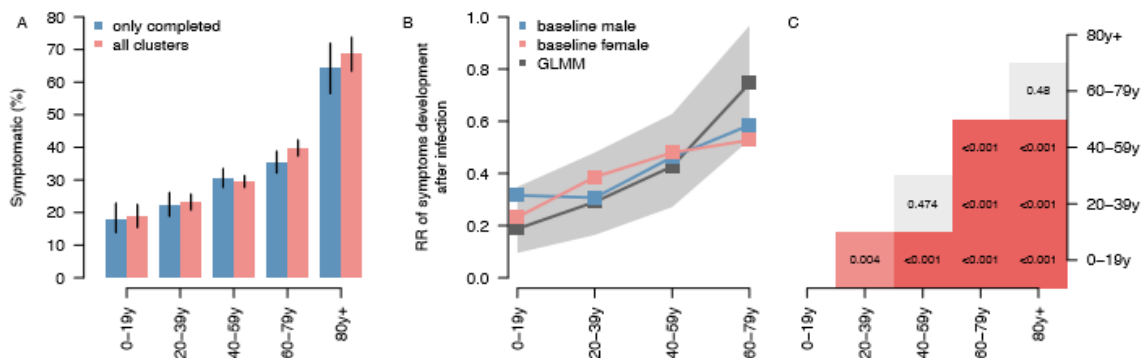 A
only completed
all clusters
Symptomatic (%)
80
70
60
50
40
30
20
10
0
0−19y
20−39y
40−59y
60−79y
80y+
B
baseline male
baseline female
GLMM
RR of symptoms development
after infection
1.0
0.8
0.6
0.4
0.2
0.0
0−19y
20−39y
40−59y
60−79y
C
80y+
0.48
60−79y
<0.001 <0.001
40−59y
0.474 <0.001 <0.001
20−39y
0.004 <0.001 <0.001 <0.001
0−19y
0−19y
20−39y
40−59y
60−79y
80y+